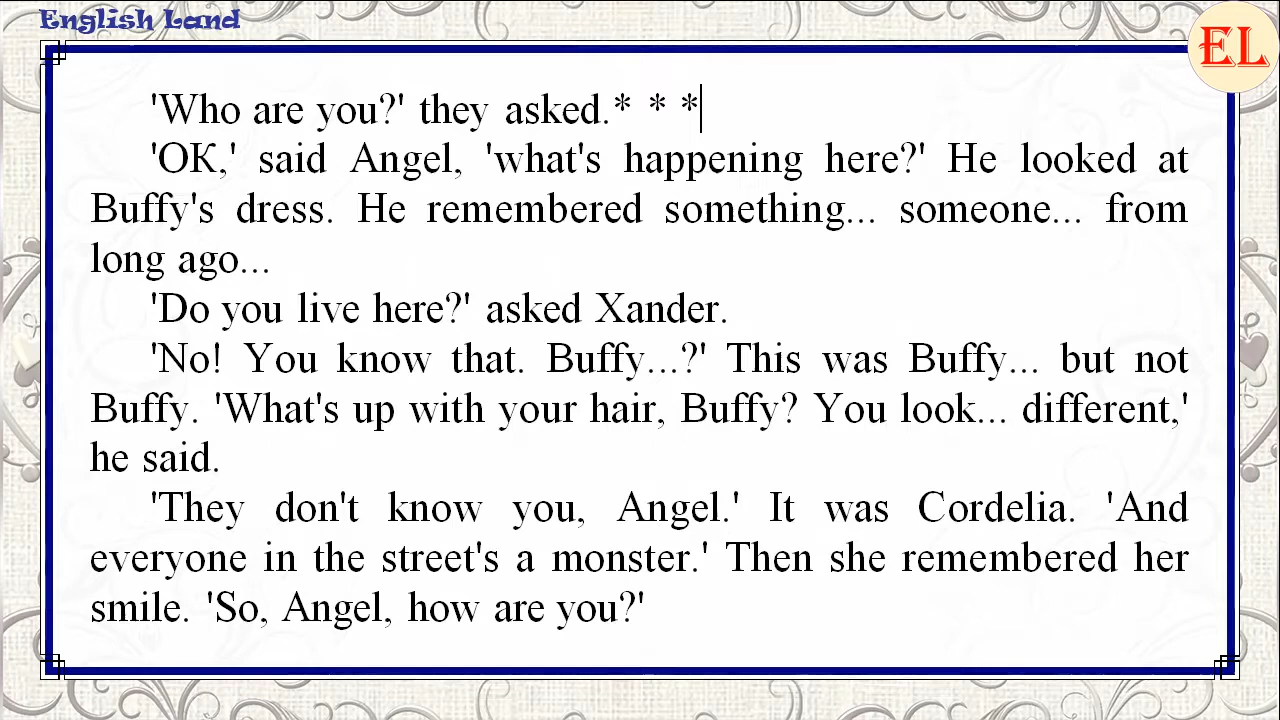 English Land
EL
'Who are you?' they asked.* * *
'OK,' said Angel, 'what's happening here?' He looked at
Buffy's dress. He remembered something... someone... from
long ago...
'Do you live here?' asked Xander.
'No! You know that. Buffy...?' This was Buffy... but not
Buffy. 'What's up with your hair, Buffy? You look... different,'
he said.
'They don't know you, Angel.' It was Cordelia. 'And
everyone in the street's a monster.' Then she remembered her
smile. 'So, Angel, how are you?'